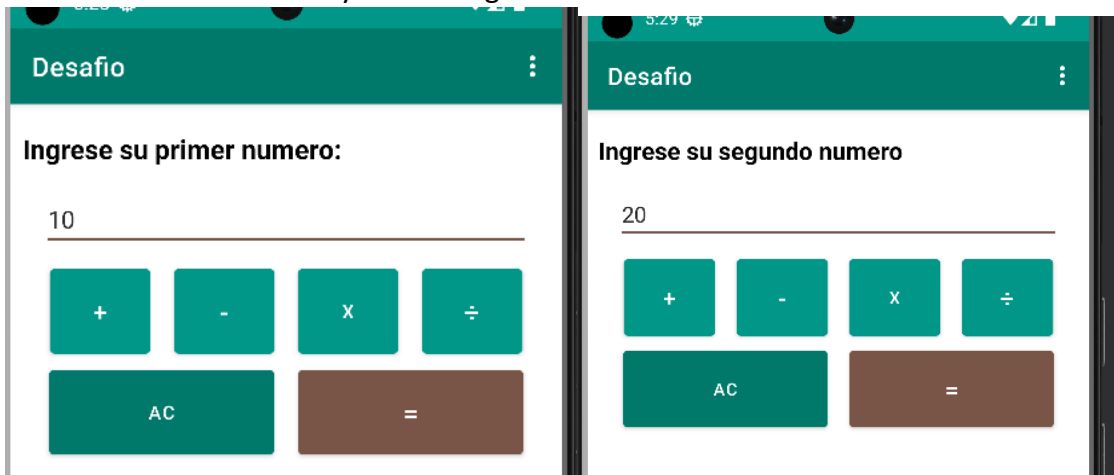 Desafio
Ingrese su primer numero:
10
+ - X ÷
AC =
5:29
Desafio
Ingrese su segundo numero
20
+ - X ÷
AC =